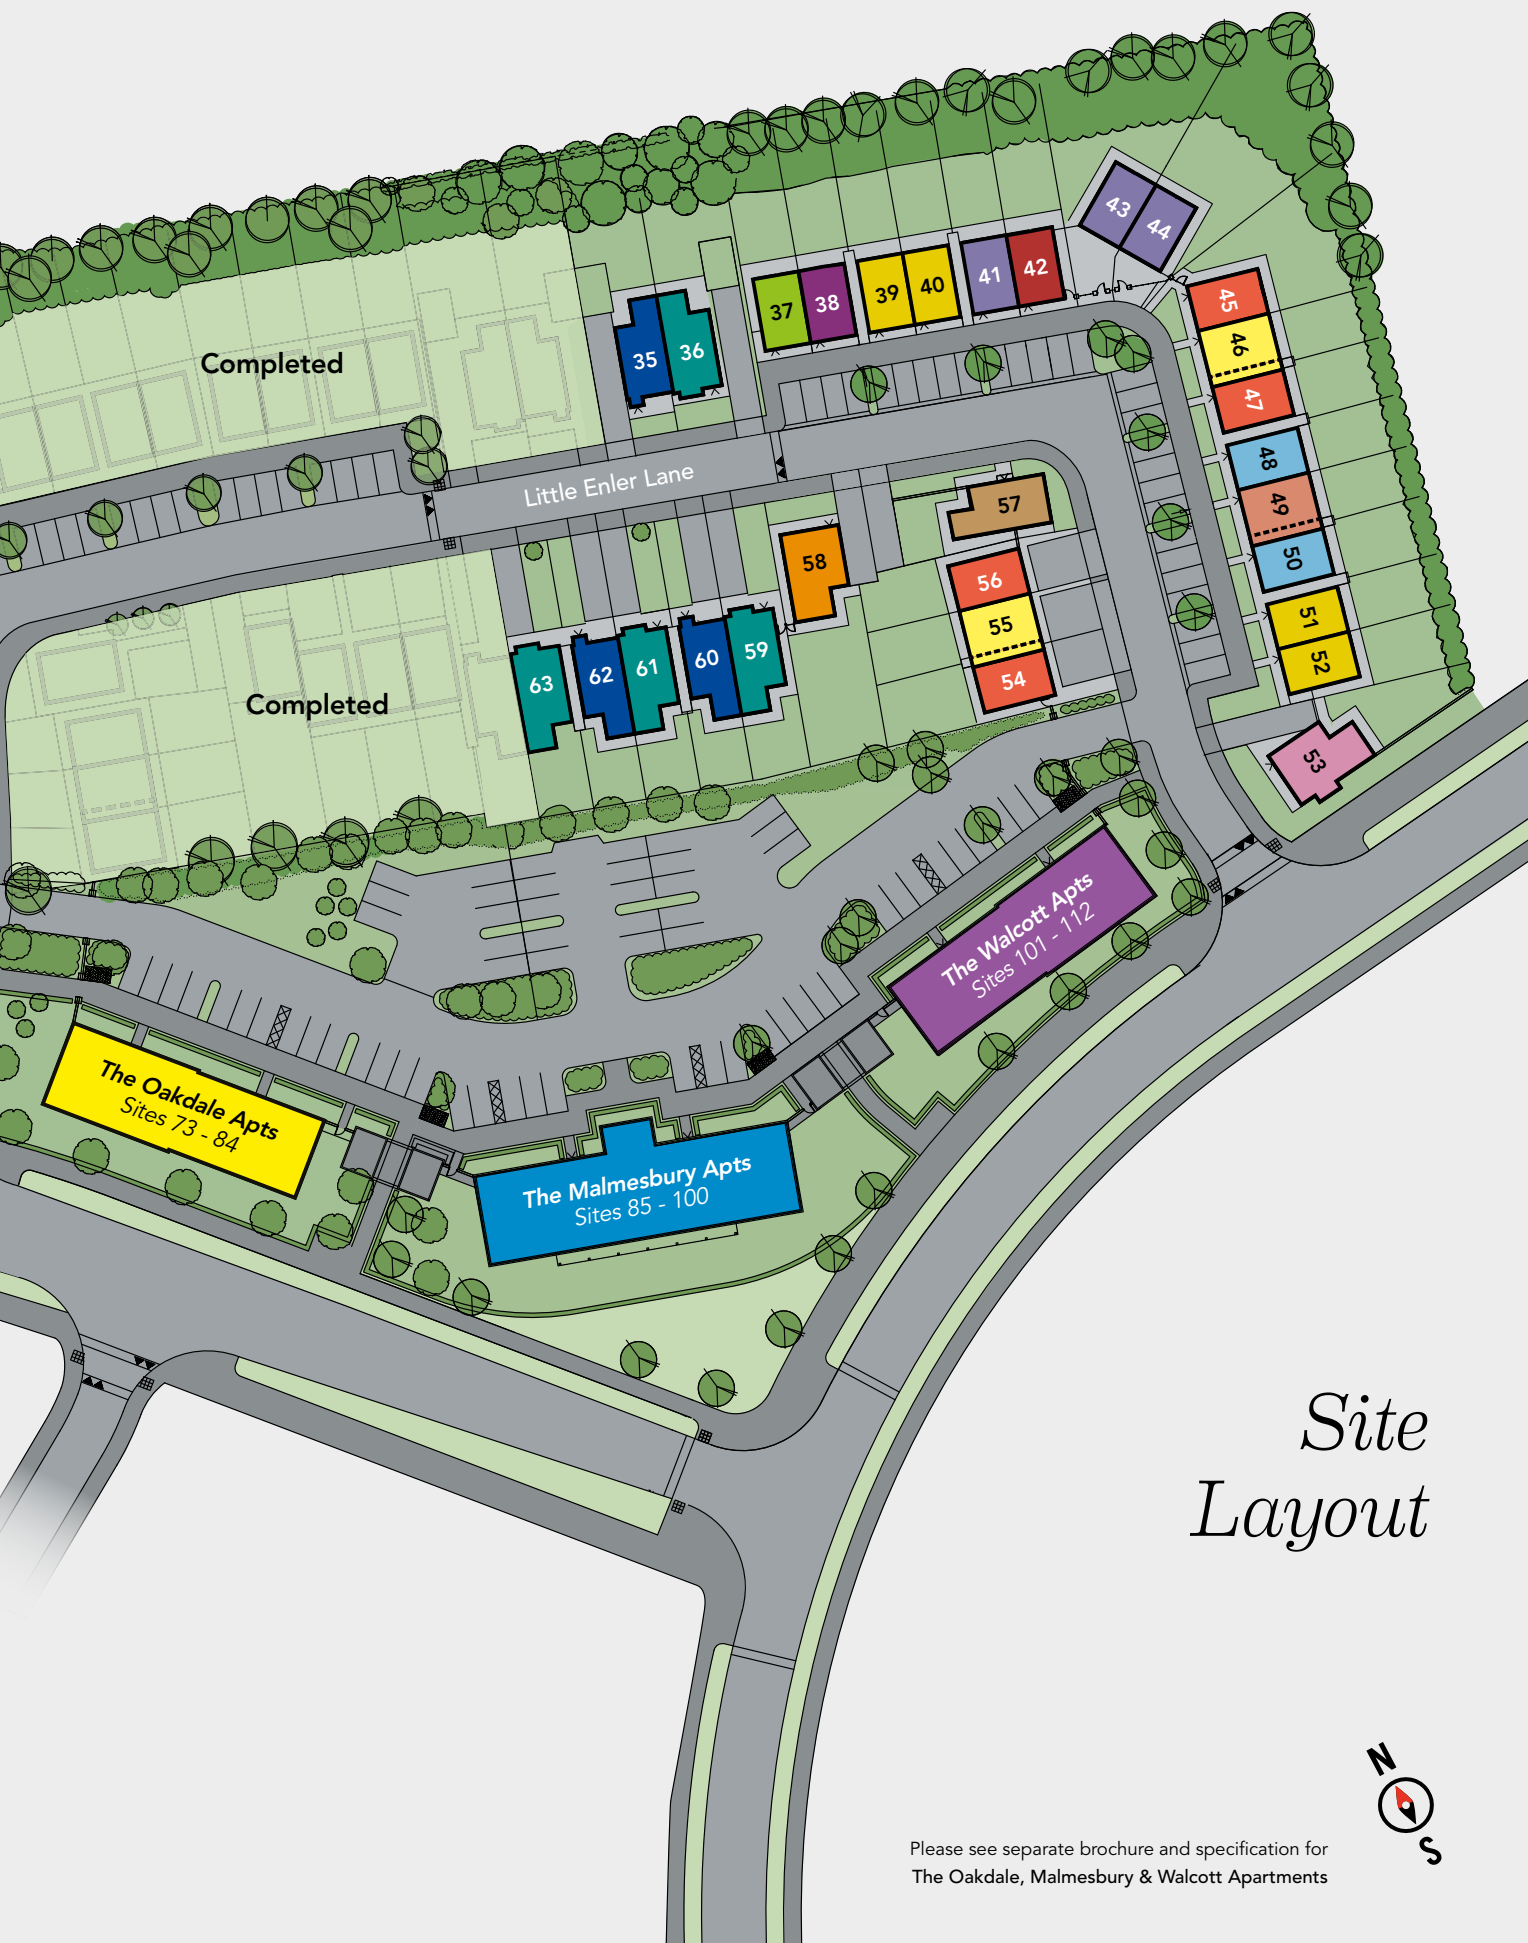 43
44
42
41
40
39
38
37
36
35
45
46
47
48
49
50
51
52
53
Completed
Little Enler Lane
57
58
56
55
54
59
60
61
62
63
Completed
The Walcott Apts
Sites 101 - 112
The Oakdale Apts
Sites 73 - 84
The Malmesbury Apts
Sites 85 - 100
Site
Layout
N
S
Please see separate brochure and specification for
The Oakdale, Malmesbury & Walcott Apartments